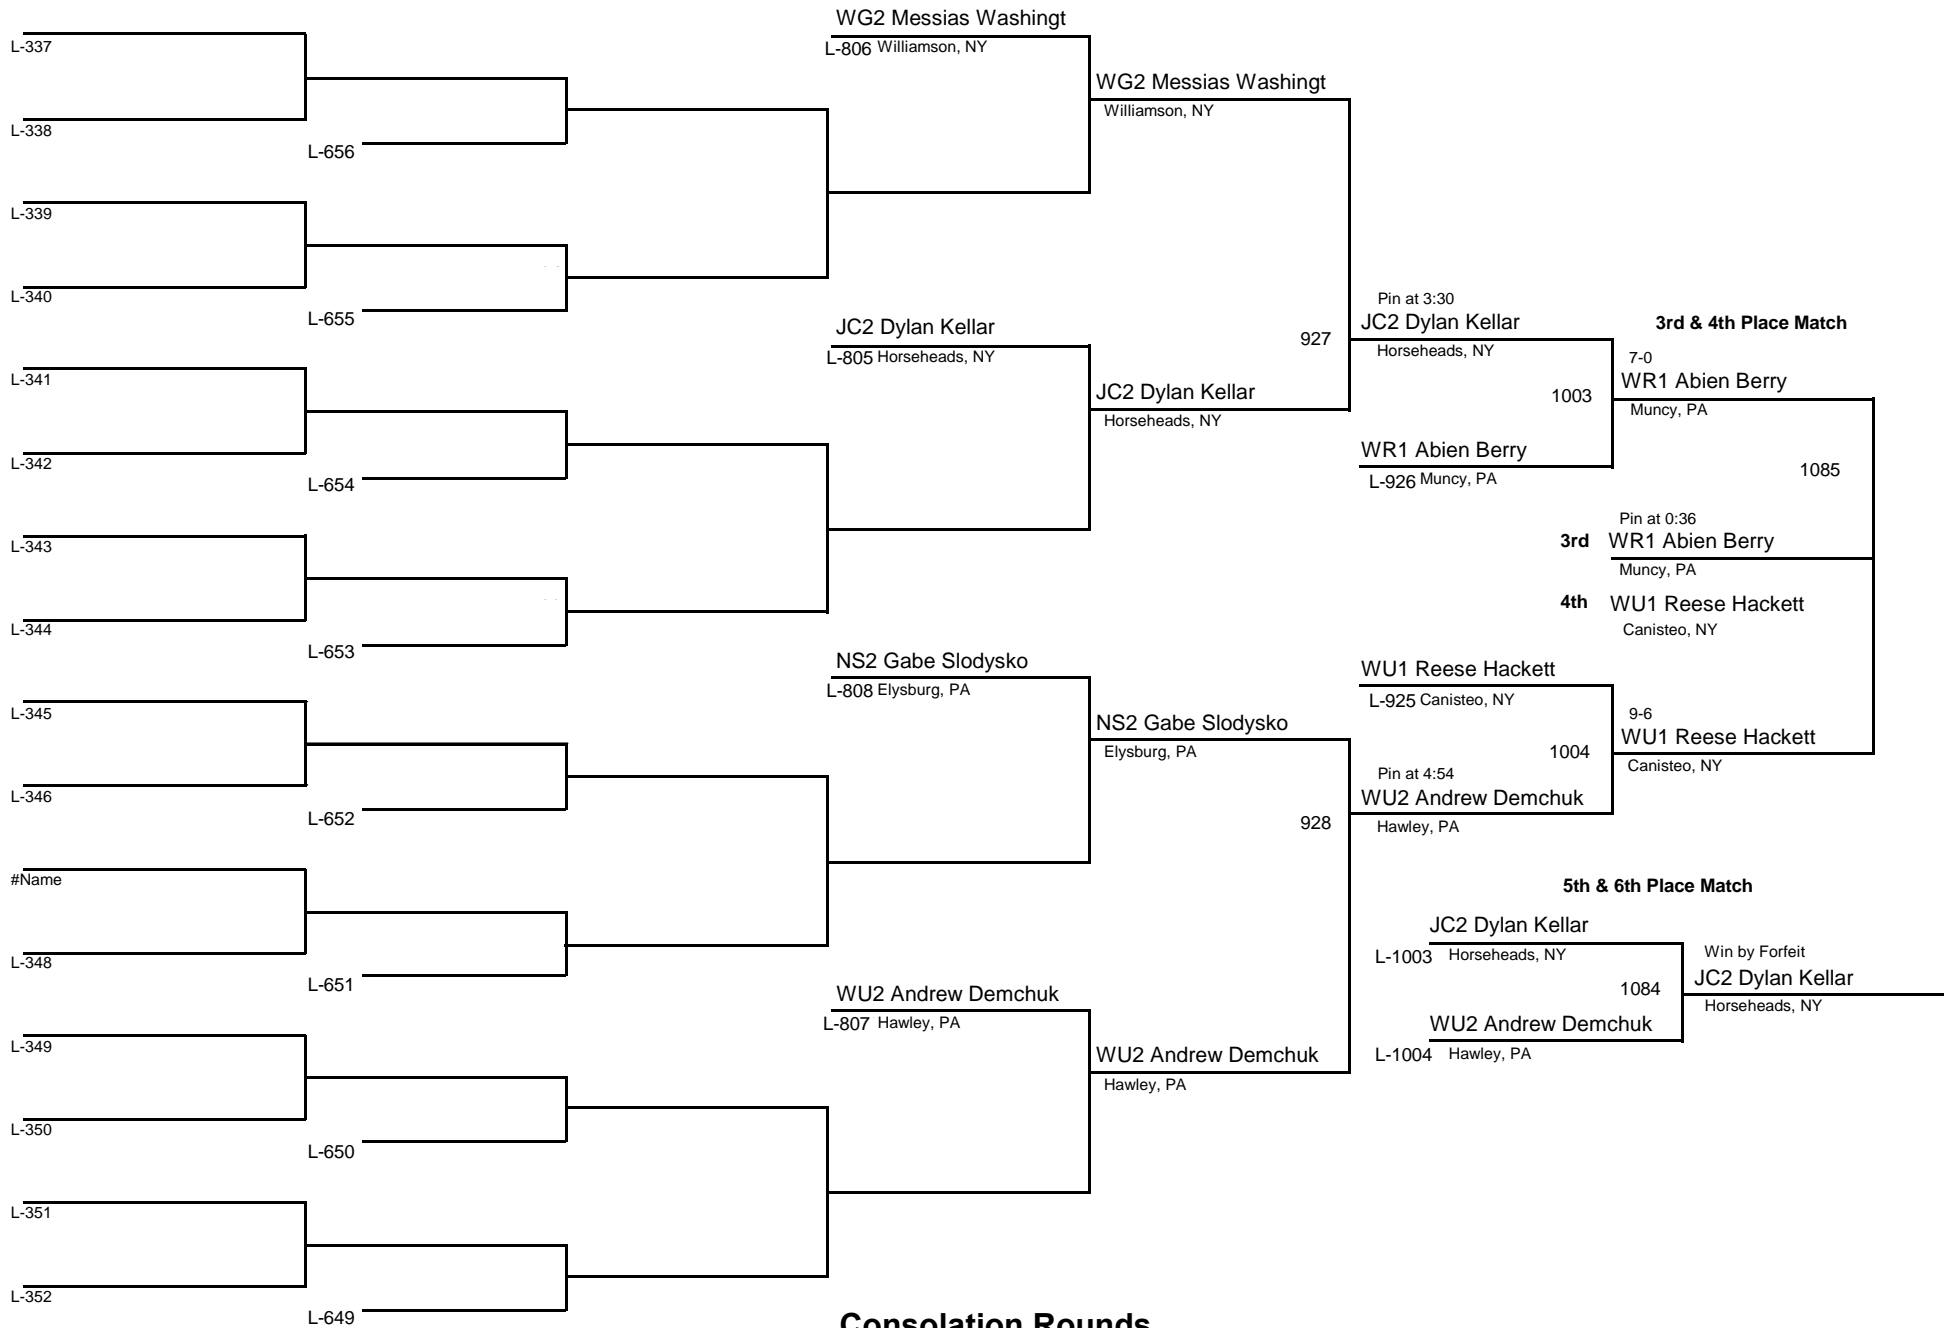 L-337
L-338
L-656
L-339
L-340
L-655
L-341
L-342
L-654
L-343
L-344
L-653
L-345
L-346
L-652
#Name
L-348
L-651
L-349
L-350
L-650
L-351
L-352
L-649
WG2 Messias Washingt
L-806 Williamson, NY
JC2 Dylan Kellar
L-805 Horseheads, NY
NS2 Gabe Slodysko
L-808 Elysburg, PA
WU2 Andrew Demchuk
L-807 Hawley, PA
WG2 Messias Washingt
Williamson, NY
927
JC2 Dylan Kellar
Horseheads, NY
NS2 Gabe Slodysko
Elysburg, PA
928
WU2 Andrew Demchuk
Hawley, PA
Pin at 3:30
JC2 Dylan Kellar
Horseheads, NY
1003
WR1 Abien Berry
L-926 Muncy, PA
WU1 Reese Hackett
L-925 Canisteo, NY
1004
Pin at 4:54
WU2 Andrew Demchuk
Hawley, PA
3rd & 4th Place Match
7-0
WR1 Abien Berry
Muncy, PA
1085
Pin at 0:36
3rd WR1 Abien Berry
Muncy, PA
4th WU1 Reese Hackett
Canisteo, NY
9-6
WU1 Reese Hackett
Canisteo, NY
5th & 6th Place Match
JC2 Dylan Kellar
L-1003 Horseheads, NY
1084
WU2 Andrew Demchuk
L-1004 Hawley, PA
Win by Forfeit
JC2 Dylan Kellar
Horseheads, NY
Consolation Rounds